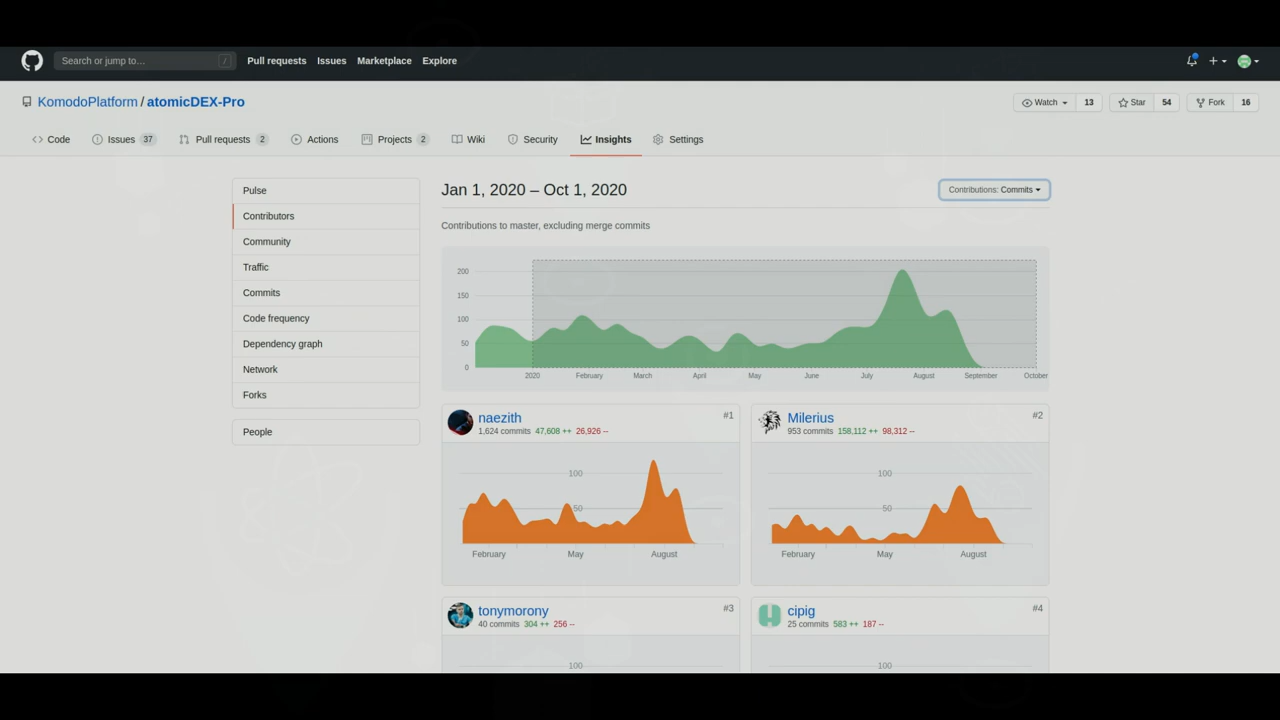 Search or jump to… / Pull requests Issues Marketplace Explore
KomodoPlatform / atomicDEX-Pro Watch 13 Star 54 Fork 16
Code Issues 37 Pull requests 2 Actions Projects 2 Wiki Security Insights Settings
Pulse
Contributors
Community
Traffic
Commits
Code frequency
Dependency graph
Network
Forks
People
Jan 1, 2020 – Oct 1, 2020 Contributions: Commits
Contributions to master, excluding merge commits
200
150
100
50
0
2020 February March April May June July August September October
naezith #1
1,624 commits 47,608 ++ 26,926 --
100
50
February May August
Milerius #2
953 commits 158,112 ++ 98,312 --
100
50
February May August
tonymorony #3
40 commits 304 ++ 256 --
100
cipig #4
25 commits 583 ++ 187 --
100